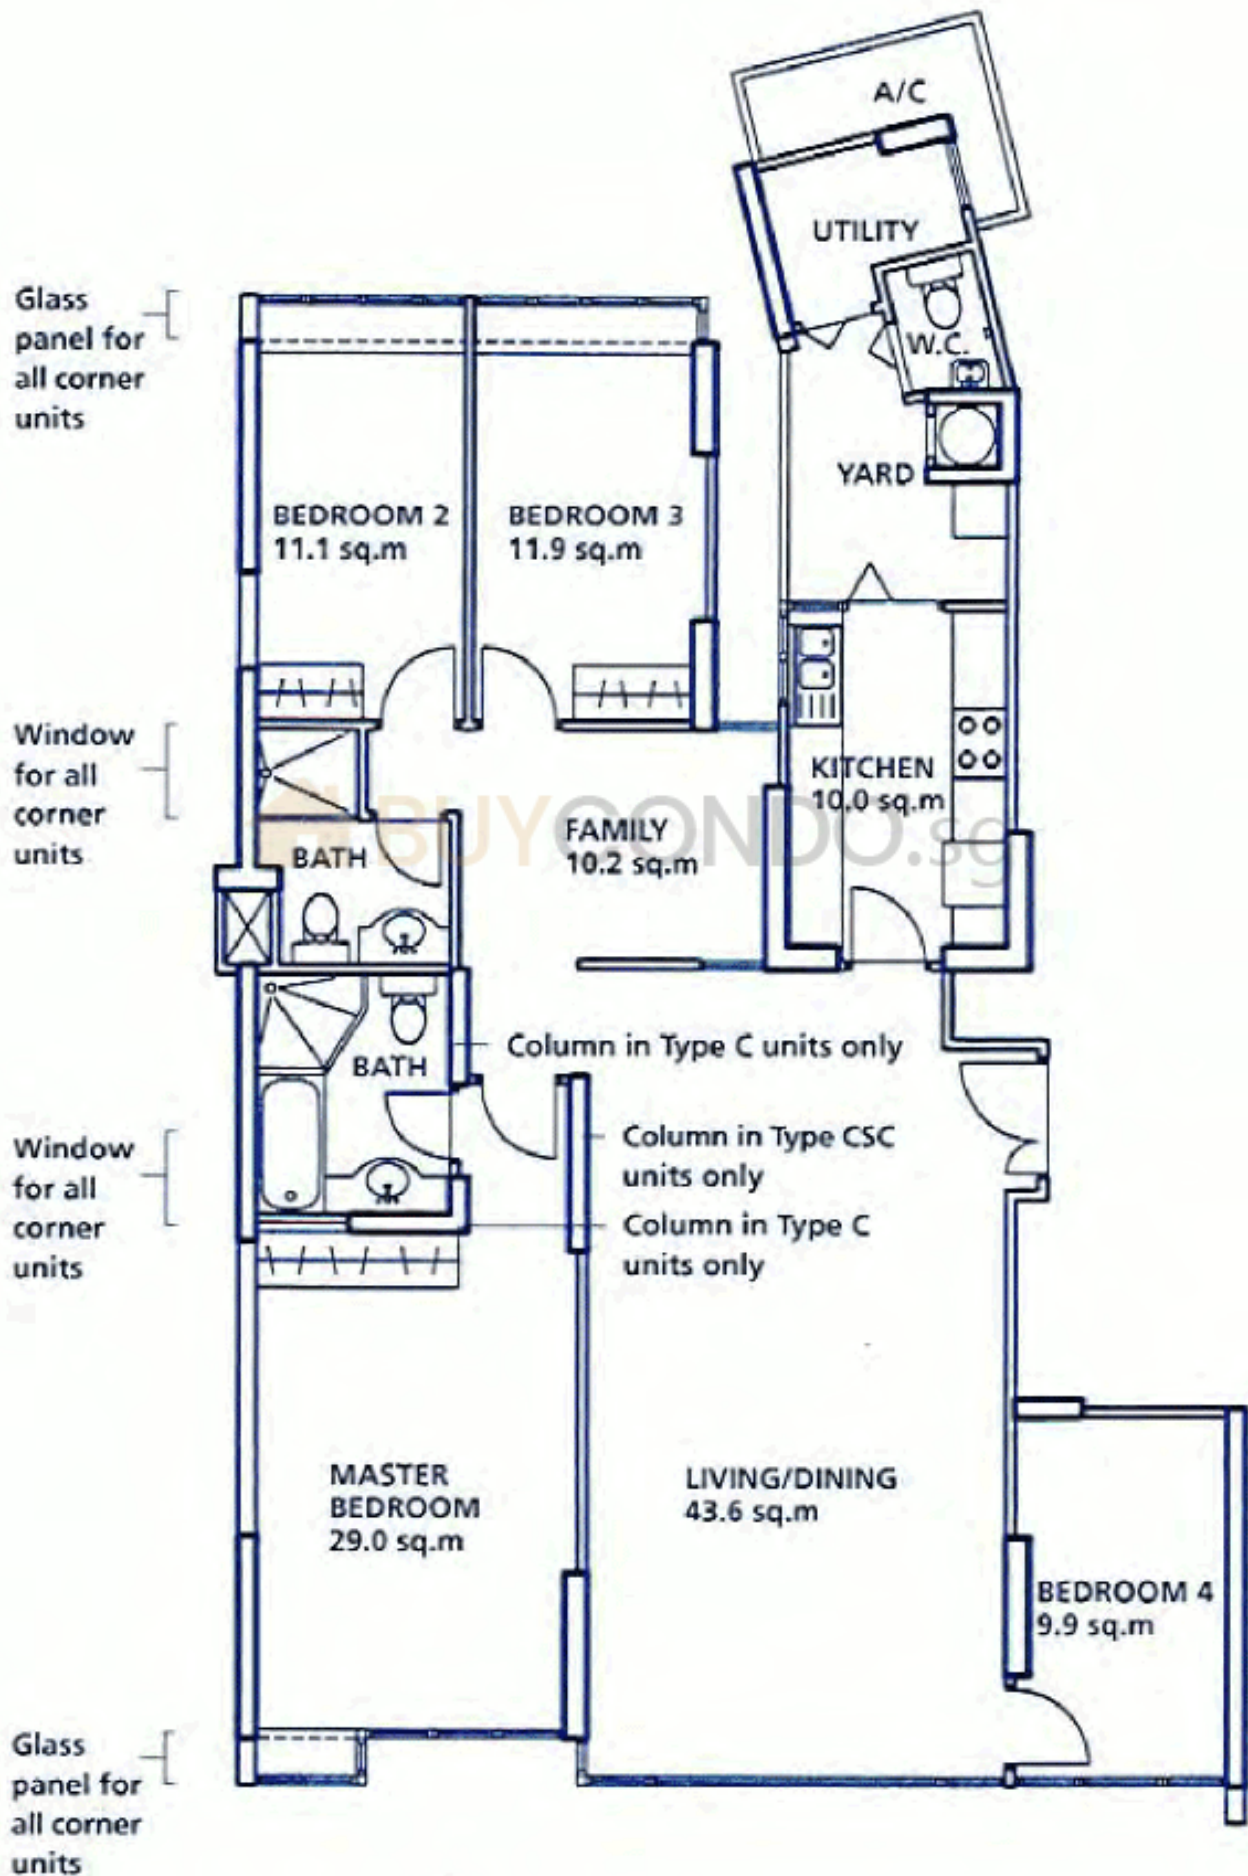 A/C
UTILITY
W.C.
YARD
Glass
panel for
all corner
units
BEDROOM 2
11.1 sq.m
BEDROOM 3
11.9 sq.m
Window
for all
corner
units
KITCHEN
10.0 sq.m
BUYCONDO.sg
FAMILY
10.2 sq.m
BATH
Column in Type C units only
BATH
Window
for all
corner
units
Column in Type CSC
units only
Column in Type C
units only
MASTER
BEDROOM
29.0 sq.m
LIVING/DINING
43.6 sq.m
BEDROOM 4
9.9 sq.m
Glass
panel for
all corner
units